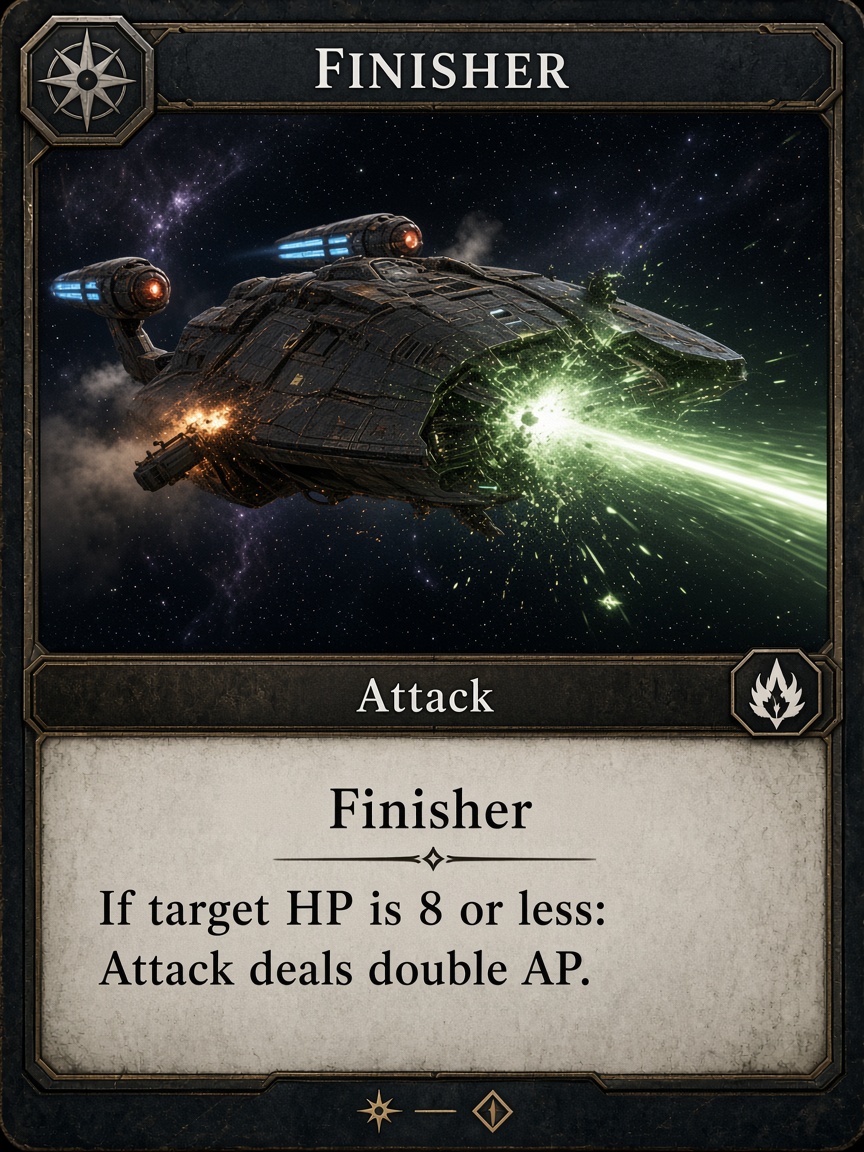 FINISHER
Attack
Finisher
If target HP is 8 or less:
Attack deals double AP.